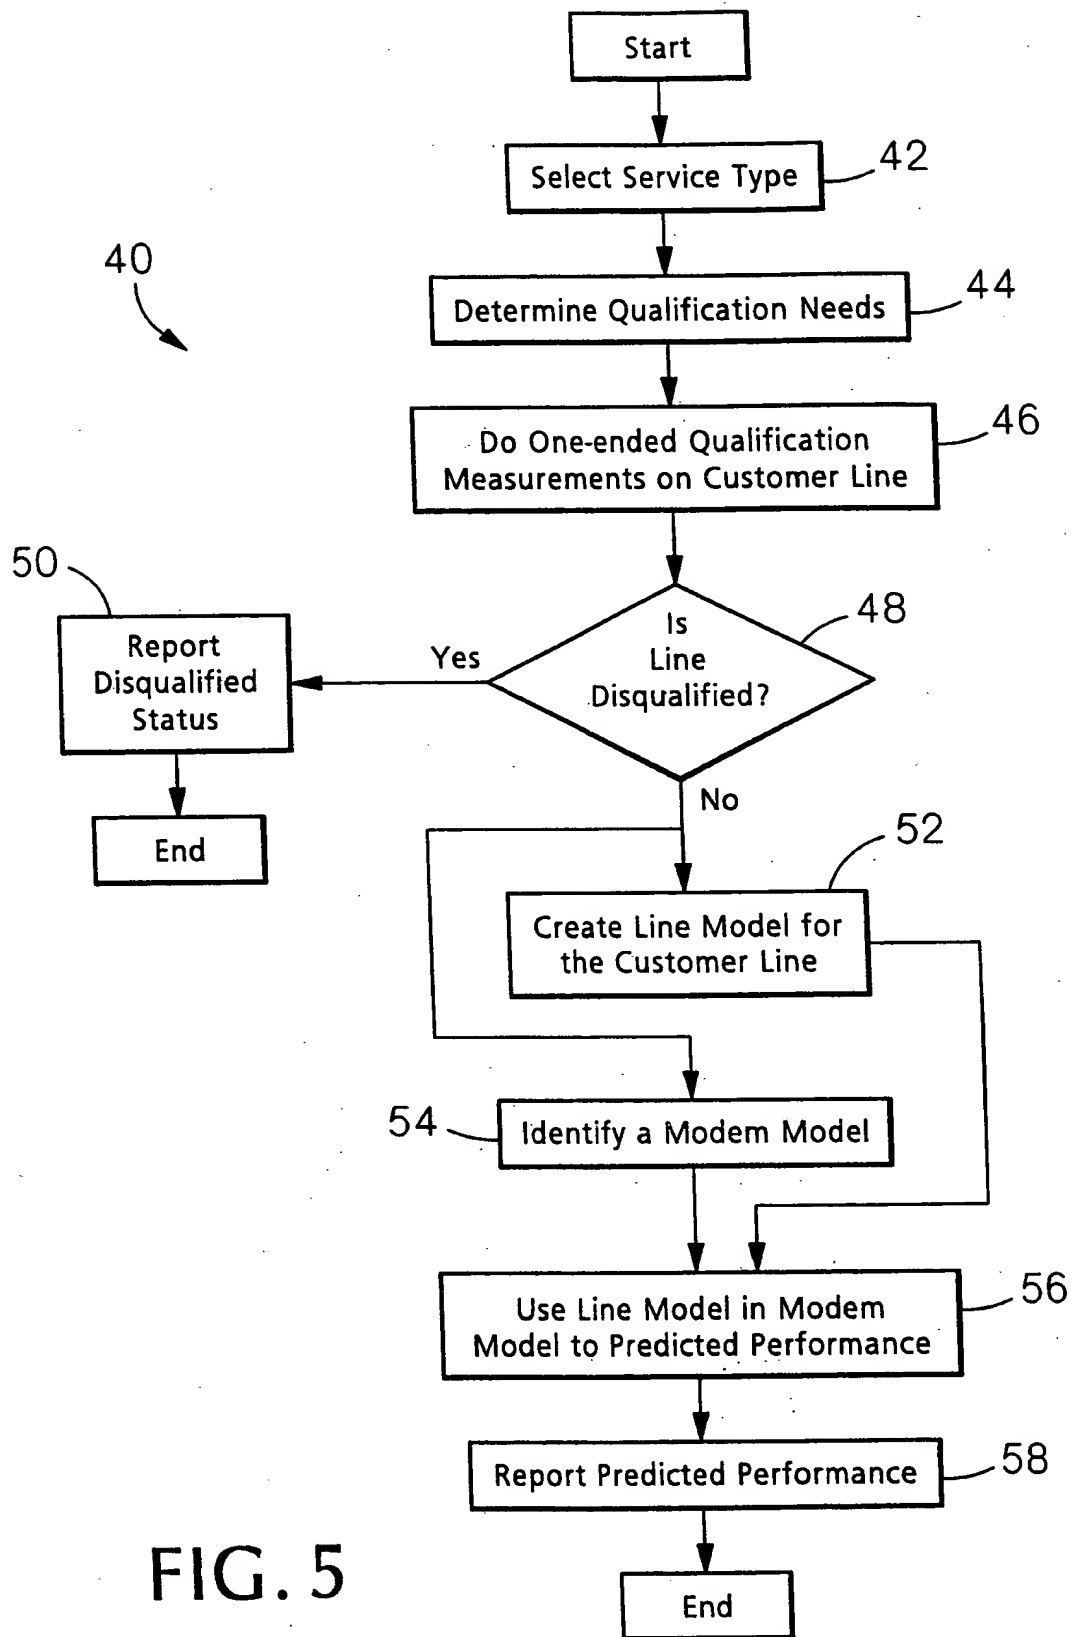 Start
Select Service Type
42
40
Determine Qualification Needs
44
Do One-ended Qualification
Measurements on Customer Line
46
50
Report
Disqualified
Status
Yes
Is
Line
Disqualified?
48
End
No
52
Create Line Model for
the Customer Line
54
Identify a Modem Model
Use Line Model in Modem
Model to Predicted Performance
56
Report Predicted Performance
58
End
FIG. 5